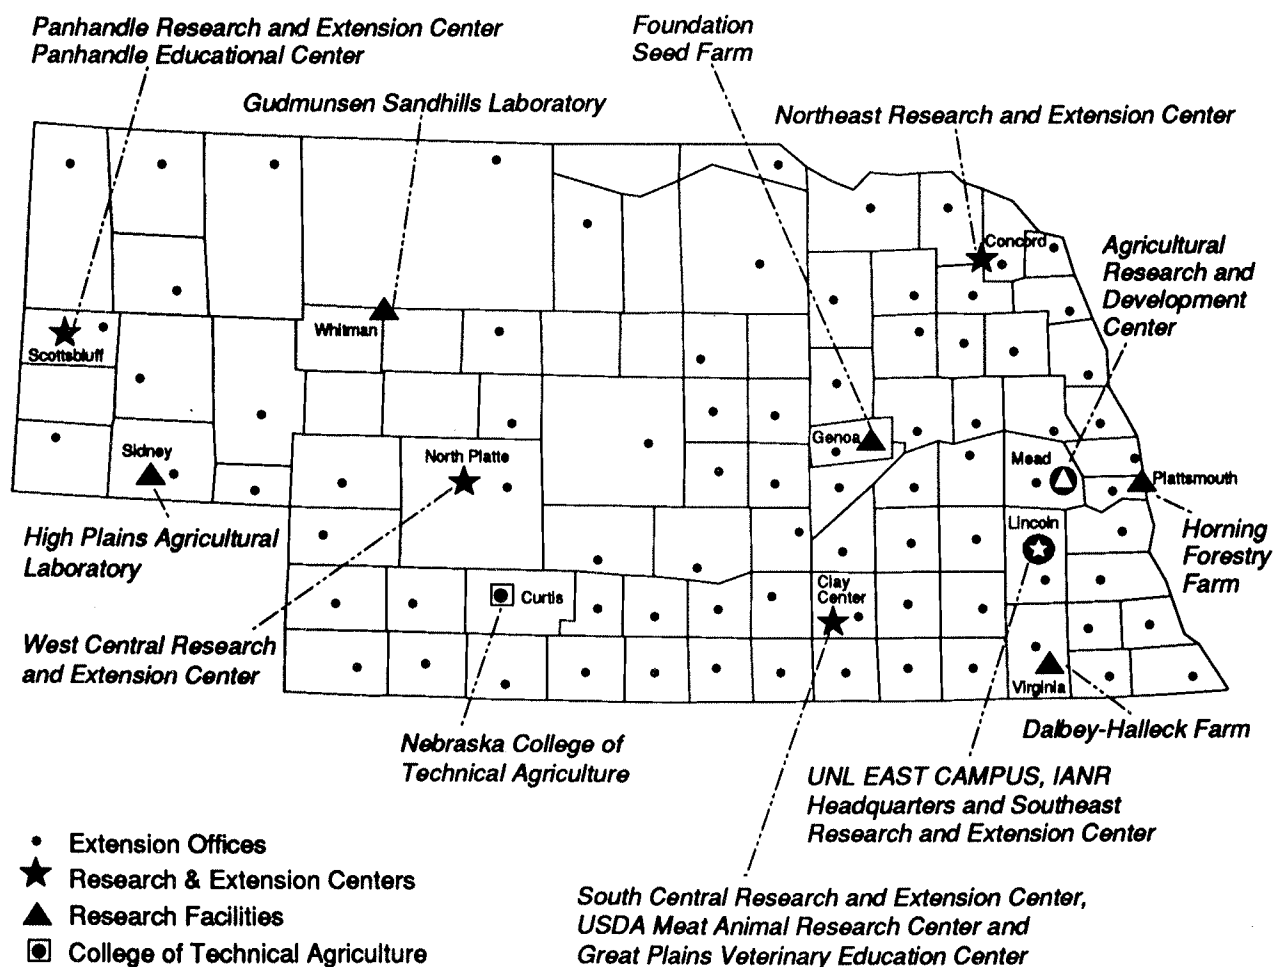 Panhandle Research and Extension Center
Panhandle Educational Center
Foundation
Seed Farm
Gudmunsen Sandhills Laboratory
Northeast Research and Extension Center
Concord
Agricultural
Research and
Development
Center
Whitman
Scottsbluff
Genoa
Sidney
North Platte
Mead
Plattsmouth
Lincoln
High Plains Agricultural
Laboratory
Horning
Forestry
Farm
Clay
Center
Curtis
West Central Research
and Extension Center
Virginia
Dalbey-Halleck Farm
Nebraska College of
Technical Agriculture
UNL EAST CAMPUS, IANR
Headquarters and Southeast
Research and Extension Center
Extension Offices
Research & Extension Centers
Research Facilities
College of Technical Agriculture
South Central Research and Extension Center,
USDA Meat Animal Research Center and
Great Plains Veterinary Education Center